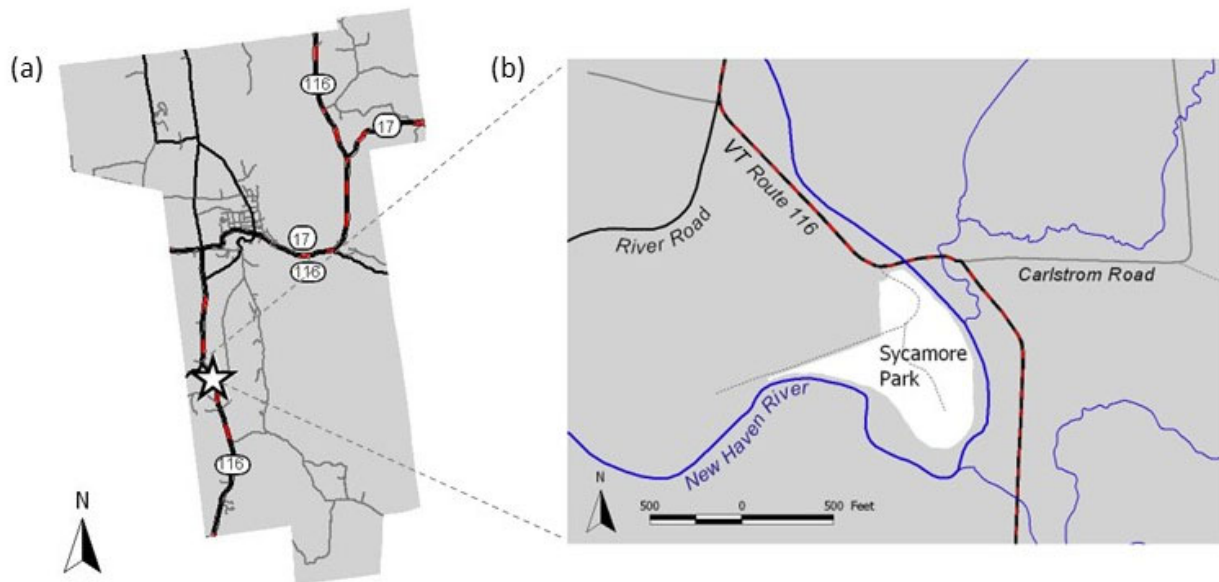 (a)
(b)
116
17
17
116
116
N
VT Route 116
River Road
Carlstrom Road
Sycamore
Park
New Haven River
N
500 0 500 Feet